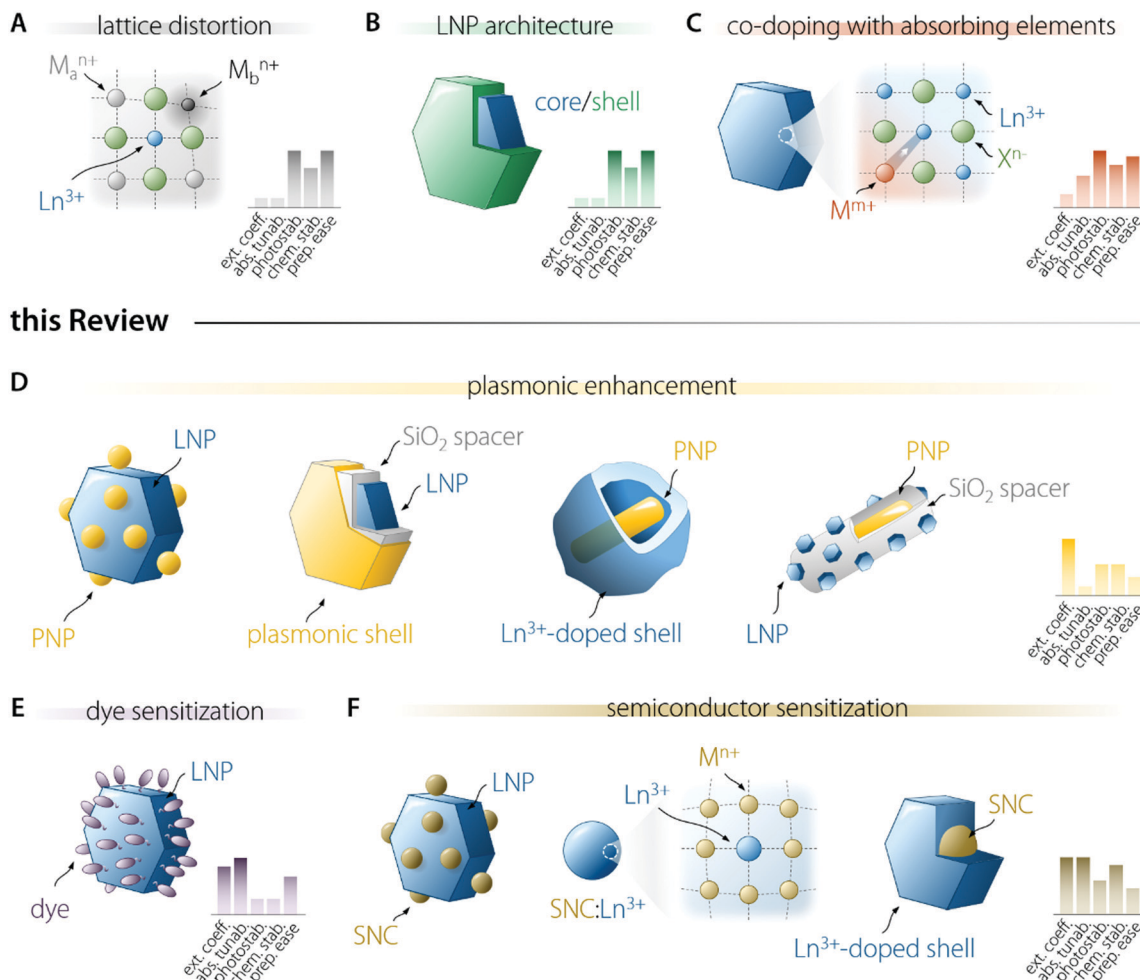 A lattice distortion
Mₐⁿ⁺
M_bⁿ⁺
Ln³⁺
ext. coeff.
abs. tunab.
photostab.
chem. stab.
prep. ease
B LNP architecture
core/shell
ext. coeff.
abs. tunab.
photostab.
chem. stab.
prep. ease
C co-doping with absorbing elements
Ln³⁺
Xⁿ⁻
Mᵐ⁺
ext. coeff.
abs. tunab.
photostab.
chem. stab.
prep. ease
this Review
D plasmonic enhancement
LNP
PNP
SiO₂ spacer
LNP
plasmonic shell
PNP
Ln³⁺-doped shell
PNP
SiO₂ spacer
LNP
ext. coeff.
abs. tunab.
photostab.
chem. stab.
prep. ease
E dye sensitization
LNP
dye
ext. coeff.
abs. tunab.
photostab.
chem. stab.
prep. ease
F semiconductor sensitization
LNP
SNC
Mⁿ⁺
Ln³⁺
SNC:Ln³⁺
SNC
Ln³⁺-doped shell
ext. coeff.
abs. tunab.
photostab.
chem. stab.
prep. ease